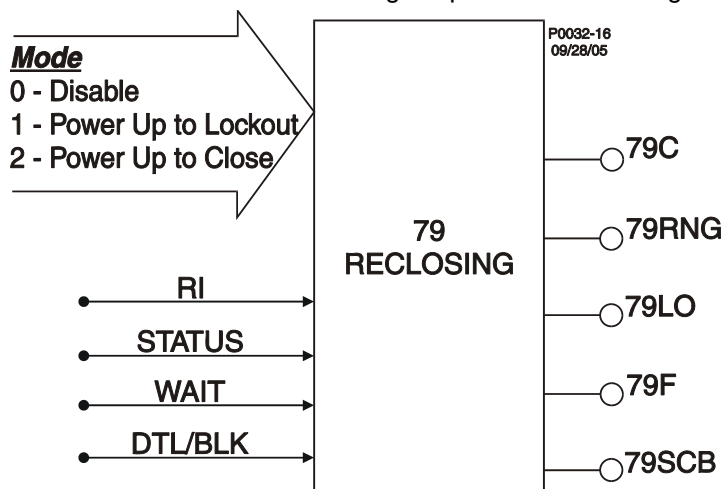 P0032-16
09/28/05
Mode
0 - Disable
1 - Power Up to Lockout
2 - Power Up to Close
79
RECLOSING
RI
STATUS
WAIT
DTL/BLK
79C
79RNG
79LO
79F
79SCB